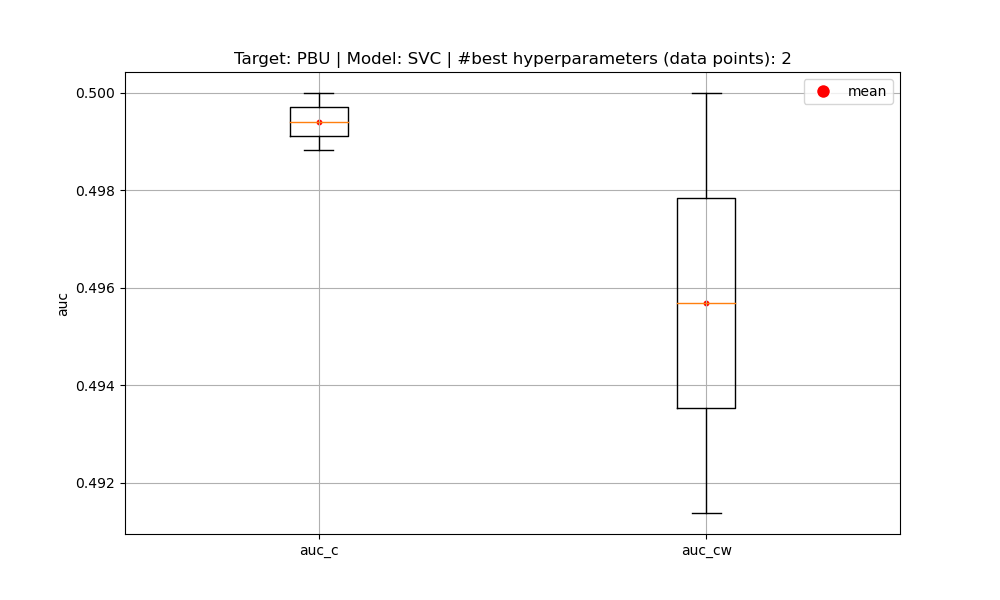 Target: PBU | Model: SVC | #best hyperparameters (data points): 2
mean
0.500
0.498
0.496
0.494
0.492
auc
auc_c
auc_cw